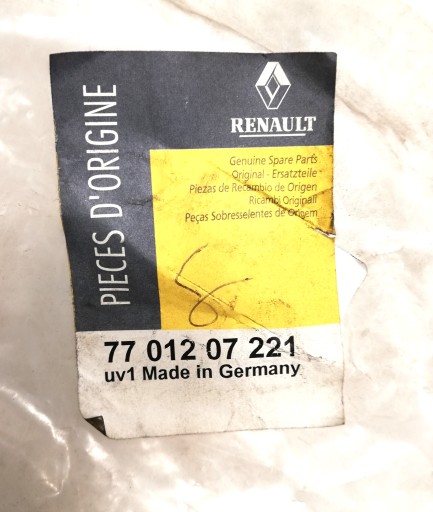 PIECES D'ORIGINE
RENAULT
Genuine Spare Parts
Original - Ersatzteile
Piezas de Recambio de Origen
Ricambi Originali
Peças Sobresselentes de Origem
77 012 07 221
uv1 Made in Germany